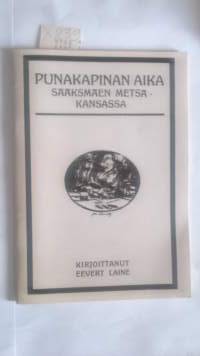 PUNAKAPINAN AIKA
SÄÄKSMÄEN METSÄ-
KANSASSA
KIRJOITTANUT
EEVERT LAINE